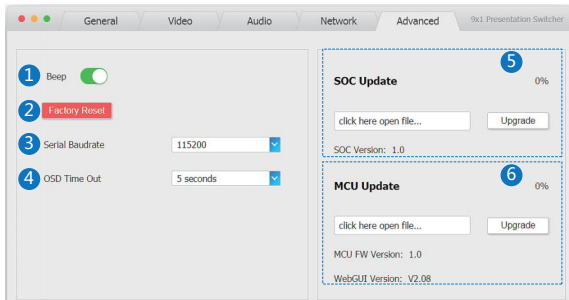 General Video Audio Network Advanced 9x1 Presentation Switcher
1 Beep
2 Factory Reset
3 Serial Baudrate 115200
4 OSD Time Out 5 seconds
5
SOC Update 0%
click here open file... Upgrade
SOC Version: 1.0
6
MCU Update 0%
click here open file... Upgrade
MCU FW Version: 1.0
WebGUI Version: V2.08